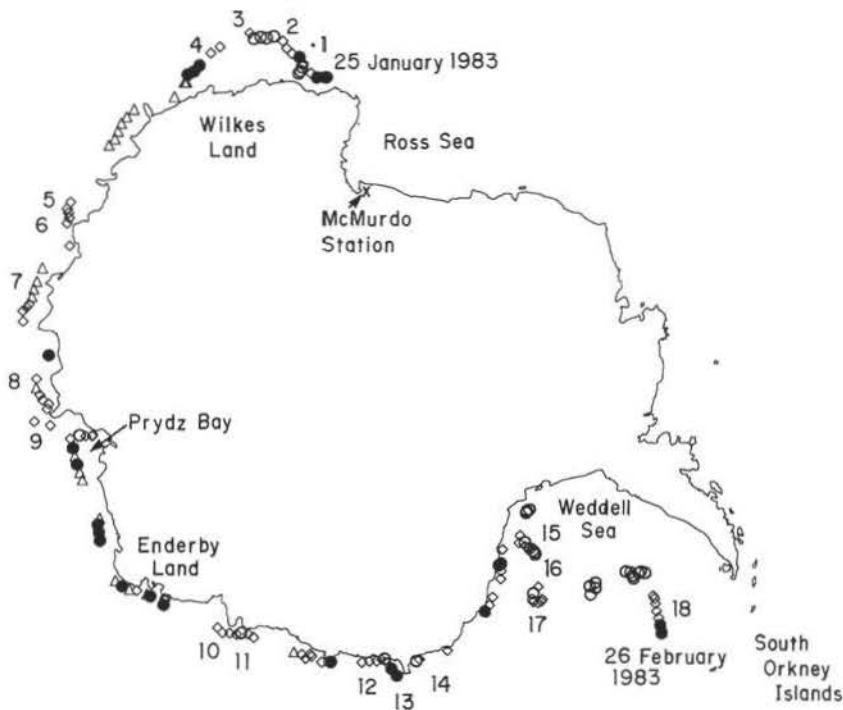 3
2
4
1
25 January 1983
Wilkes
Land
Ross Sea
McMurdo
Station
5
6
7
8
9
Prydz Bay
Enderby
Land
10
11
12
13
14
Weddell
Sea
15
16
17
18
26 February
1983
South
Orkney
Islands